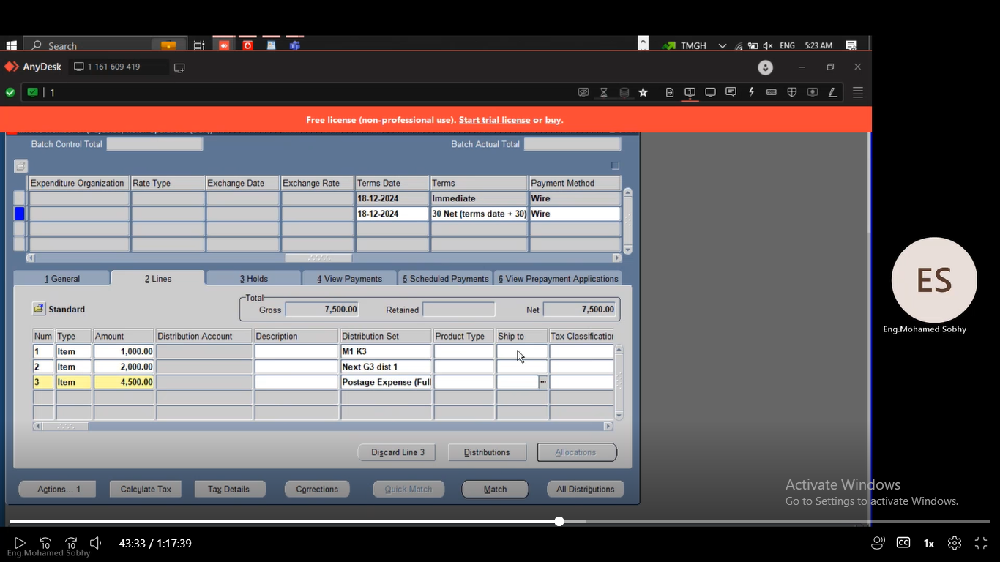 Search
TMGH
ENG
5:23 AM
AnyDesk
1 161 609 419
1
Free license (non-professional use). Start trial license or buy.
Batch Control Total
Batch Actual Total
Expenditure Organization Rate Type Exchange Date Exchange Rate Terms Date Terms Payment Method
18-12-2024 Immediate Wire
18-12-2024 30 Net (terms date + 30) Wire
1 General 2 Lines 3 Holds 4 View Payments 5 Scheduled Payments 6 View Prepayment Applications
Total
Standard Gross 7,500.00 Retained Net 7,500.00
Num Type Amount Distribution Account Description Distribution Set Product Type Ship to Tax Classification
1 Item 1,000.00 M1 K3
2 Item 2,000.00 Next G3 dist 1
3 Item 4,500.00 Postage Expense (Full ...
Discard Line 3 Distributions Allocations
Actions... 1 Calculate Tax Tax Details Corrections Quick Match Match All Distributions
ES
Eng.Mohamed Sobhy
Activate Windows
Go to Settings to activate Windows.
10 10 43:33 / 1:17:39 CC 1x
Eng.Mohamed Sobhy